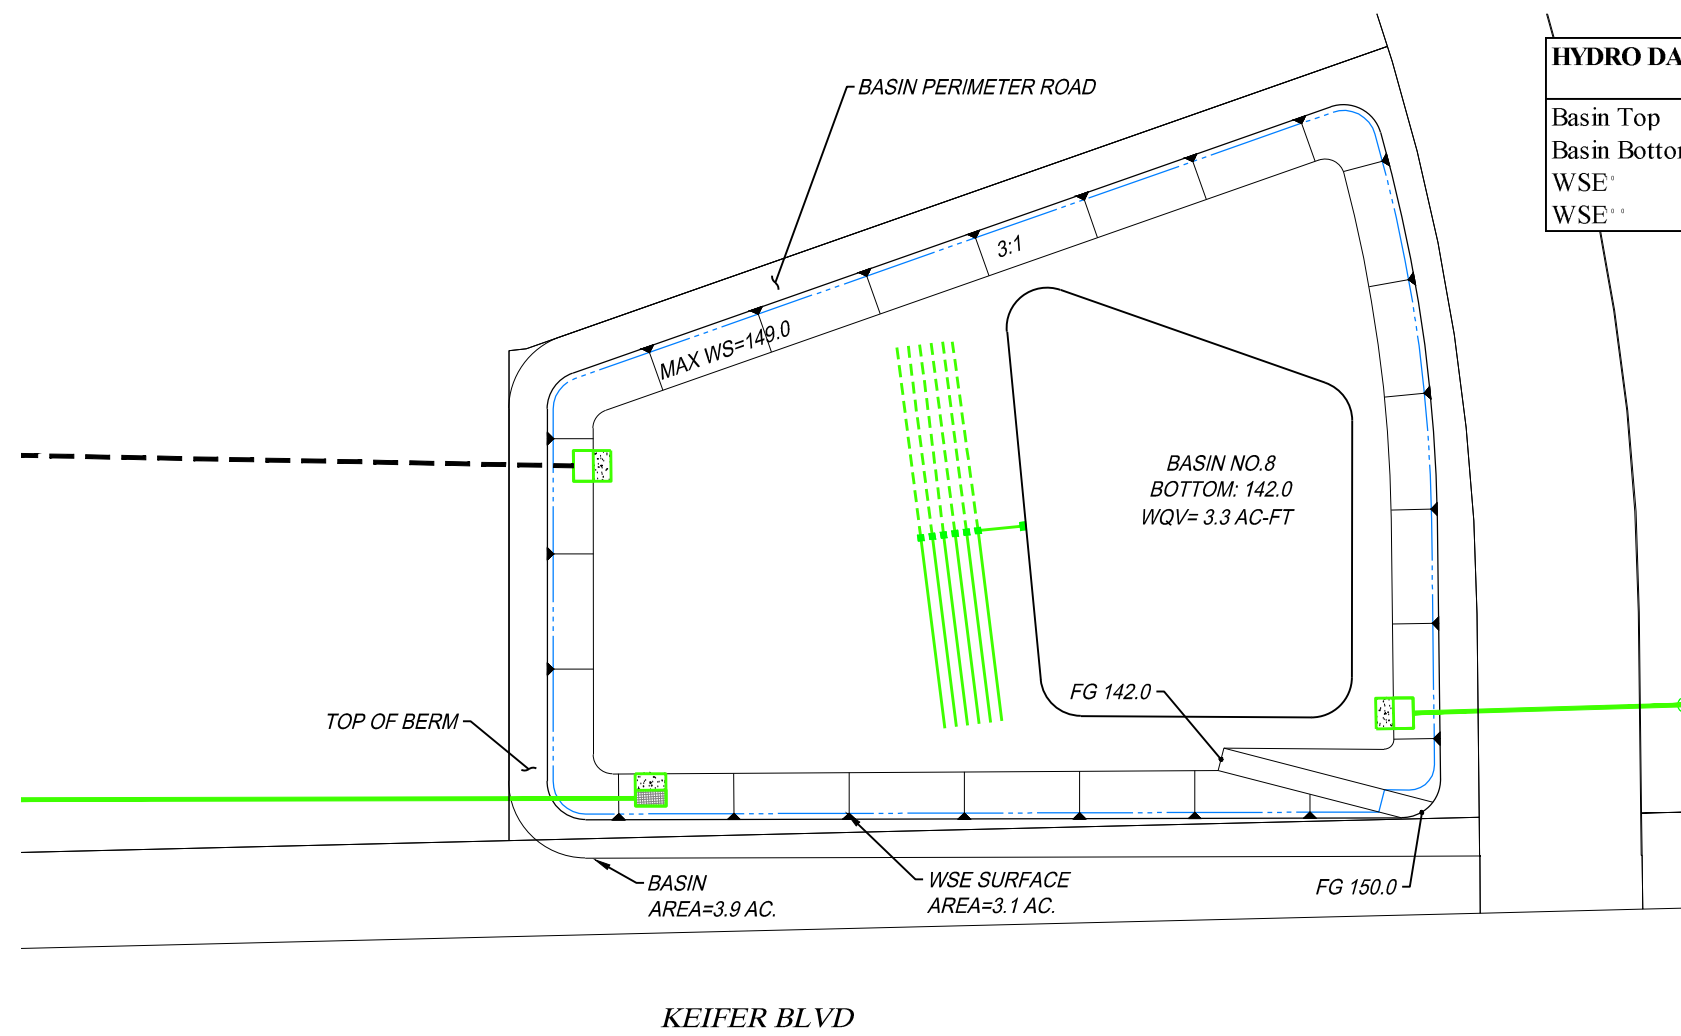 HYDRO DA
BASIN PERIMETER ROAD
Basin Top
Basin Bottom
WSE
WSE
3:1
MAX WS=149.0
BASIN NO.8
BOTTOM: 142.0
WQV= 3.3 AC-FT
FG 142.0
TOP OF BERM
BASIN
AREA=3.9 AC.
WSE SURFACE
AREA=3.1 AC.
FG 150.0
KEIFER BLVD